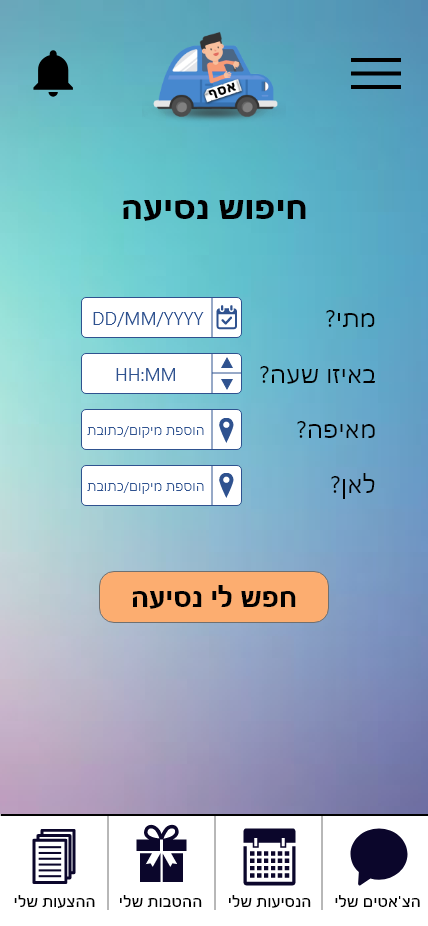 אסף
חיפוש נסיעה
מתי?
DD/MM/YYYY
באיזו שעה?
HH:MM
מאיפה?
הוספת מיקום/כתובת
לאן?
הוספת מיקום/כתובת
חפש לי נסיעה
הצ'אטים שלי
הנסיעות שלי
ההטבות שלי
ההצעות שלי